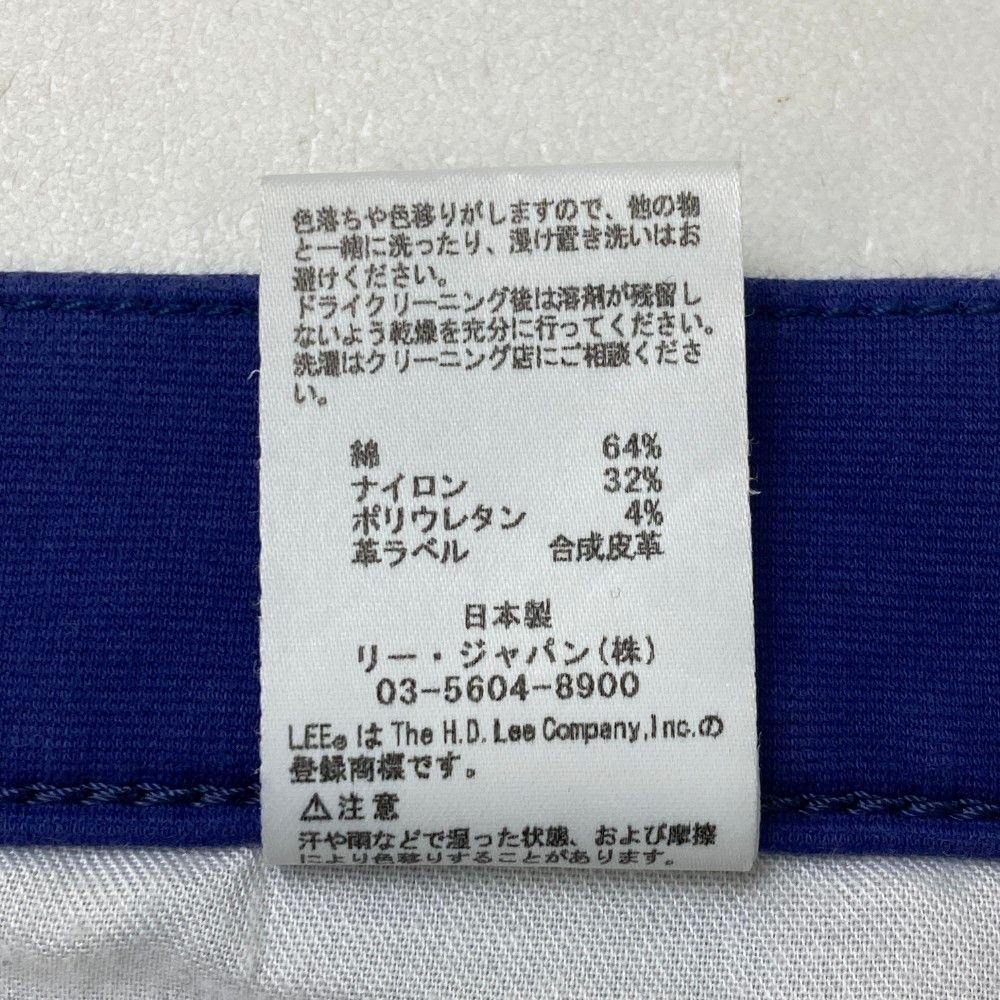 色落ちや色移りがしますので、他の物
と一緒に洗ったり、浸け置き洗いはお
避けください。
ドライクリーニング後は溶剤が残留し
ないよう乾燥を充分に行ってください。
洗濯はクリーニング店にご相談くださ
い。
綿 64%
ナイロン 32%
ポリウレタン 4%
革ラベル 合成皮革
日本製
リー・ジャパン(株)
03-5604-8900
LEE®は The H.D. Lee Company,Inc.の
登録商標です。
⚠注意
汗や雨などで湿った状態、および摩擦
により色移りすることがあります。